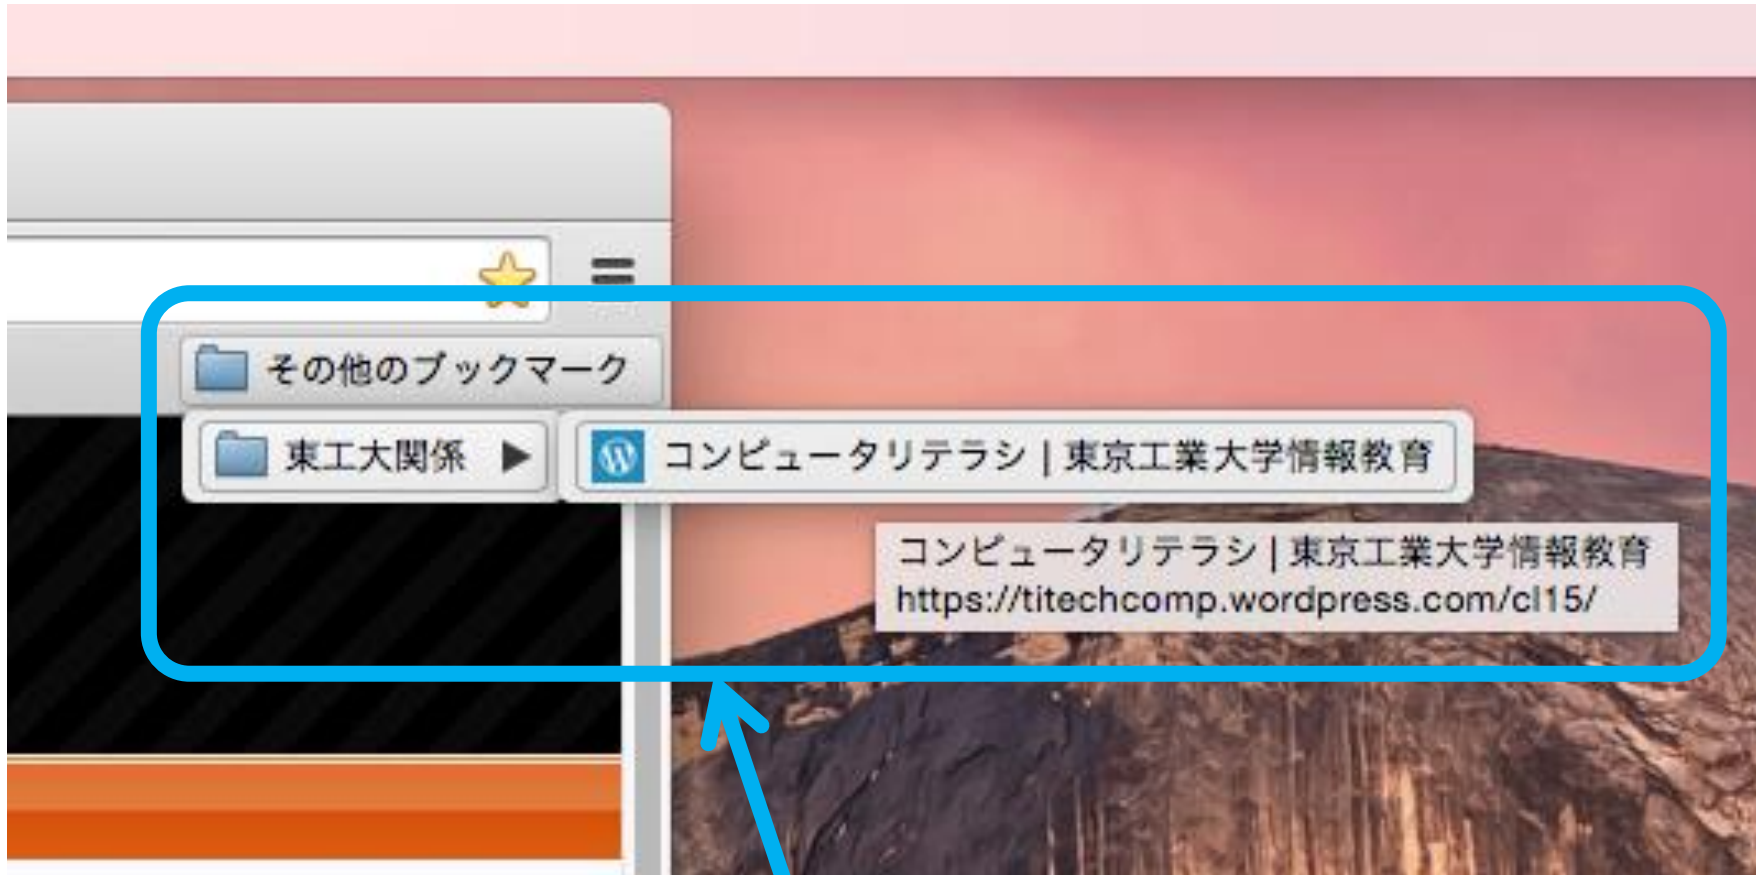 その他のブックマーク
東工大関係
コンピュータリテラシ | 東京工業大学情報教育
コンピュータリテラシ | 東京工業大学情報教育
https://titechcomp.wordpress.com/cl15/